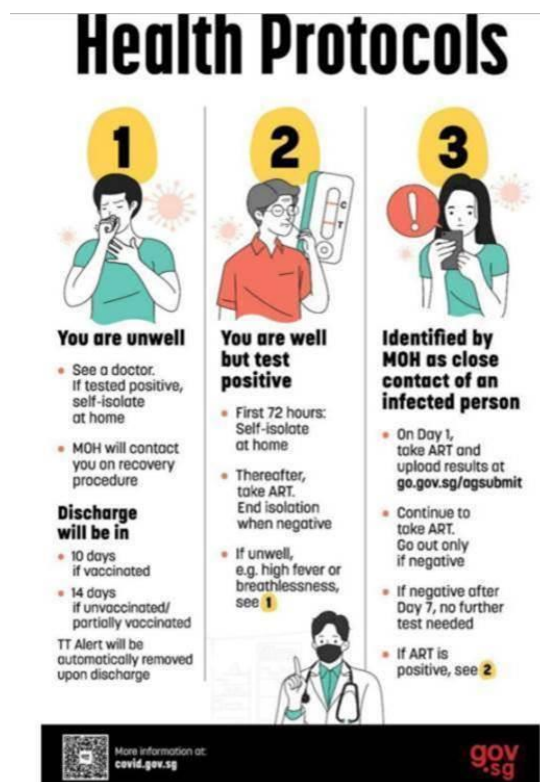 Health Protocols
1
You are unwell
• See a doctor.
If tested positive,
self-isolate
at home
• MOH will contact
you on recovery
procedure
Discharge
will be in
• 10 days
if vaccinated
• 14 days
if unvaccinated/
partially vaccinated
TT Alert will be
automatically removed
upon discharge
2
C
T
You are well
but test
positive
• First 72 hours:
Self-isolate
at home
• Thereafter,
take ART.
End isolation
when negative
• If unwell,
e.g. high fever or
breathlessness,
see 1
3
!
Identified by
MOH as close
contact of an
infected person
• On Day 1,
take ART and
upload results at
go.gov.sg/agsubmit
• Continue to
take ART.
Go out only
if negative
• If negative after
Day 7, no further
test needed
• If ART is
positive, see 2
More information at:
covid.gov.sg
gov
.sg